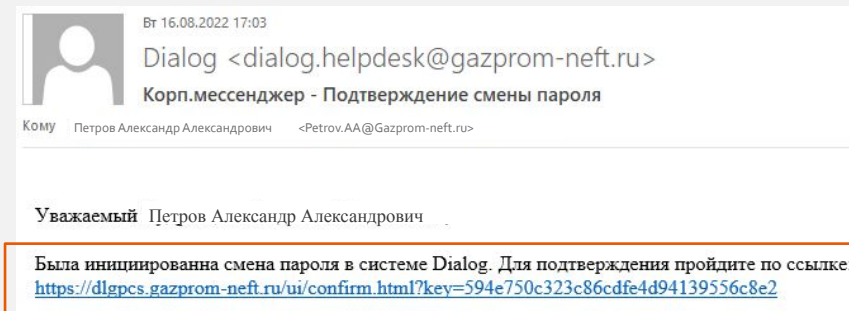 Вт 16.08.2022 17:03
Dialog <dialog.helpdesk@gazprom-neft.ru>
Корп.мессенджер - Подтверждение смены пароля
Кому Петров Александр Александрович <Petrov.AA@Gazprom-neft.ru>
Уважаемый Петров Александр Александрович
Была инициированна смена пароля в системе Dialog. Для подтверждения пройдите по ссылке
https://dlgpcs.gazprom-neft.ru/ui/confirm.html?key=594e750c323c86cdfe4d94139556c8e2